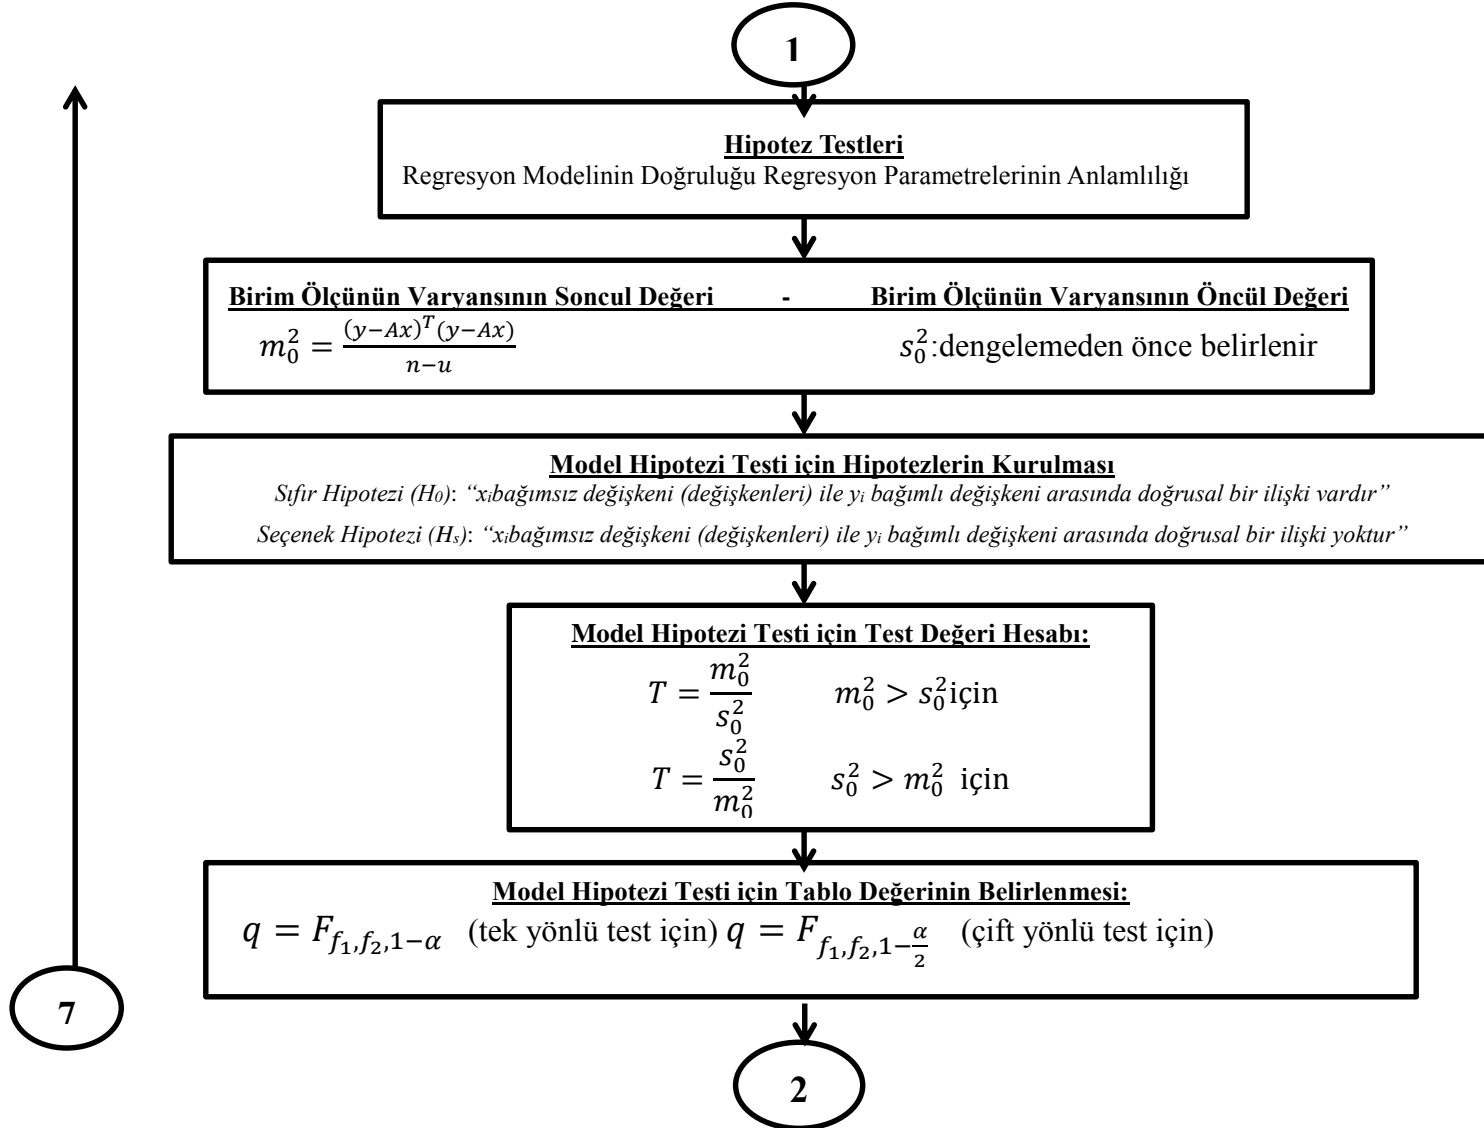 1
Hipotez Testleri
Regresyon Modelinin Doğruluğu Regresyon Parametrelerinin Anlamlılığı
Birim Ölçünün Varyansının Soncul Değeri - Birim Ölçünün Varyansının Öncül Değeri
m₀² = (y−Ax)ᵀ(y−Ax) / n−u s₀²:dengelemeden önce belirlenir
Model Hipotezi Testi için Hipotezlerin Kurulması
Sıfır Hipotezi (H₀): “xᵢbağımsız değişkeni (değişkenleri) ile yᵢ bağımlı değişkeni arasında doğrusal bir ilişki vardır”
Seçenek Hipotezi (Hₛ): “xᵢbağımsız değişkeni (değişkenleri) ile yᵢ bağımlı değişkeni arasında doğrusal bir ilişki yoktur”
Model Hipotezi Testi için Test Değeri Hesabı:
T = m₀² / s₀² m₀² > s₀²için
T = s₀² / m₀² s₀² > m₀² için
Model Hipotezi Testi için Tablo Değerinin Belirlenmesi:
q = F_{f₁,f₂,1−α} (tek yönlü test için) q = F_{f₁,f₂,1−α/2} (çift yönlü test için)
7
2